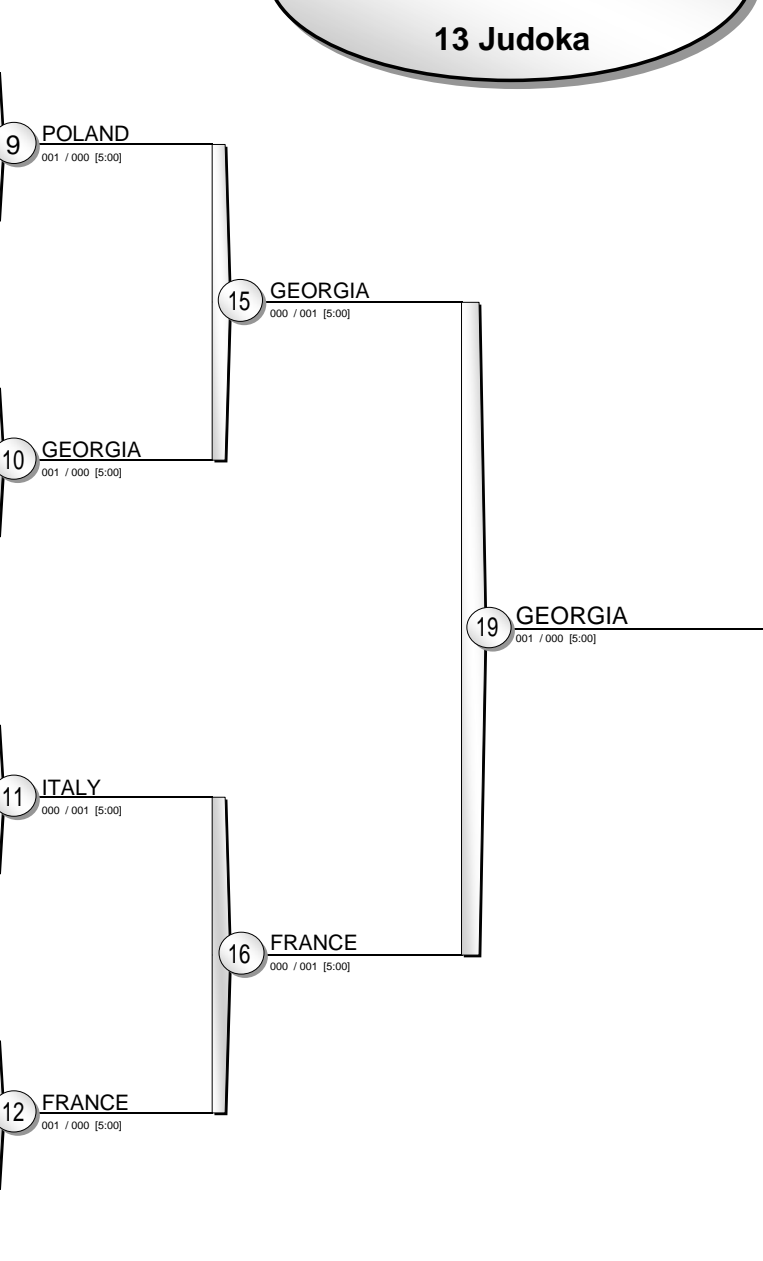 13 Judoka
9 POLAND
001 / 000 [5:00]
15 GEORGIA
000 / 001 [5:00]
10 GEORGIA
001 / 000 [5:00]
19 GEORGIA
001 / 000 [5:00]
11 ITALY
000 / 001 [5:00]
16 FRANCE
000 / 001 [5:00]
12 FRANCE
001 / 000 [5:00]